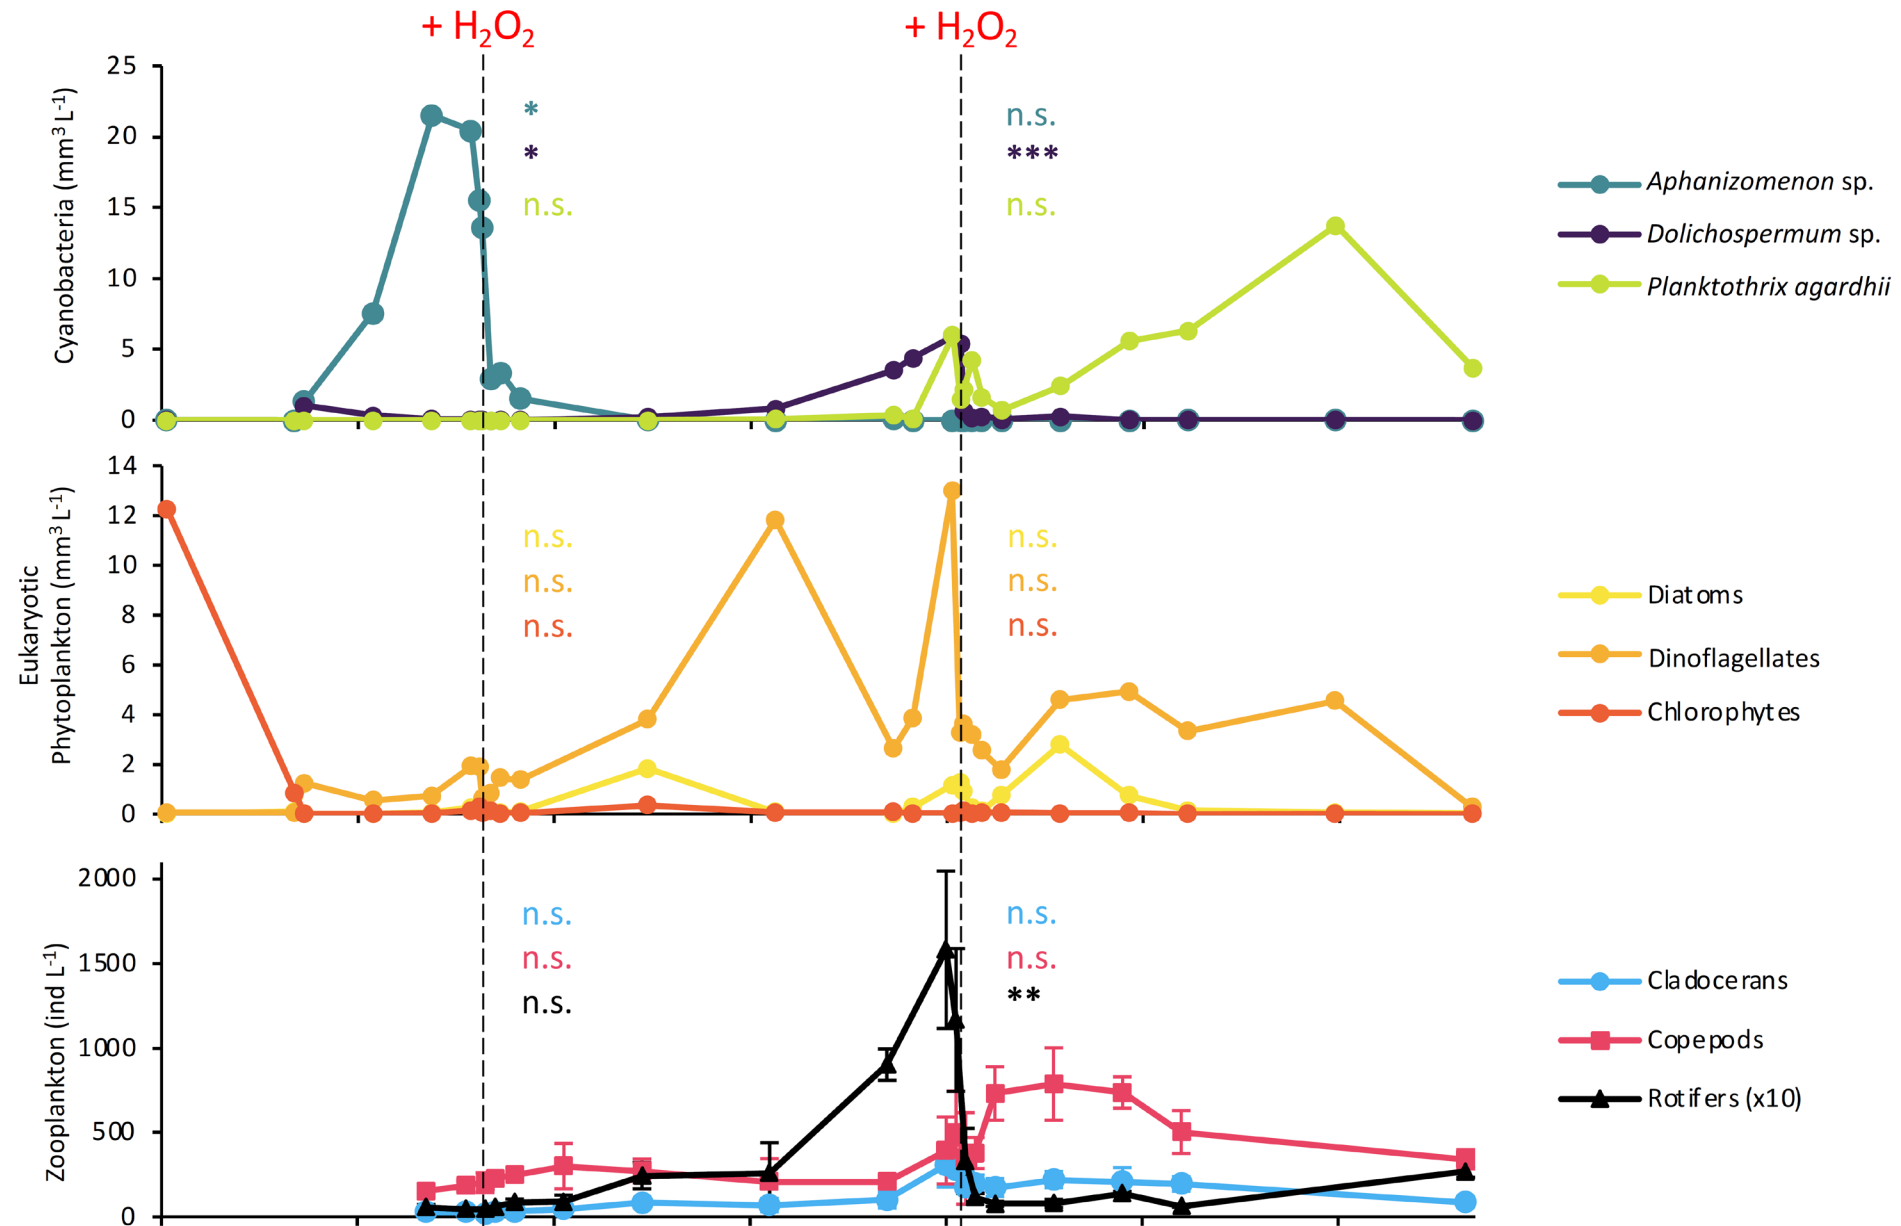 + H₂O₂ + H₂O₂
Cyanobacteria (mm³ L⁻¹)
25
20
15
10
5
0
*
*
n.s.
n.s.
***
n.s.
Aphanizomenon sp.
Dolichospermum sp.
Planktothrix agardhii
Eukaryotic
Phytoplankton (mm³ L⁻¹)
14
12
10
8
6
4
2
0
n.s.
n.s.
n.s.
n.s.
n.s.
n.s.
Diatoms
Dinoflagellates
Chlorophytes
Zooplankton (ind L⁻¹)
2000
1500
1000
500
0
n.s.
n.s.
n.s.
n.s.
n.s.
**
Cladocerans
Copepods
Rotifers (x10)